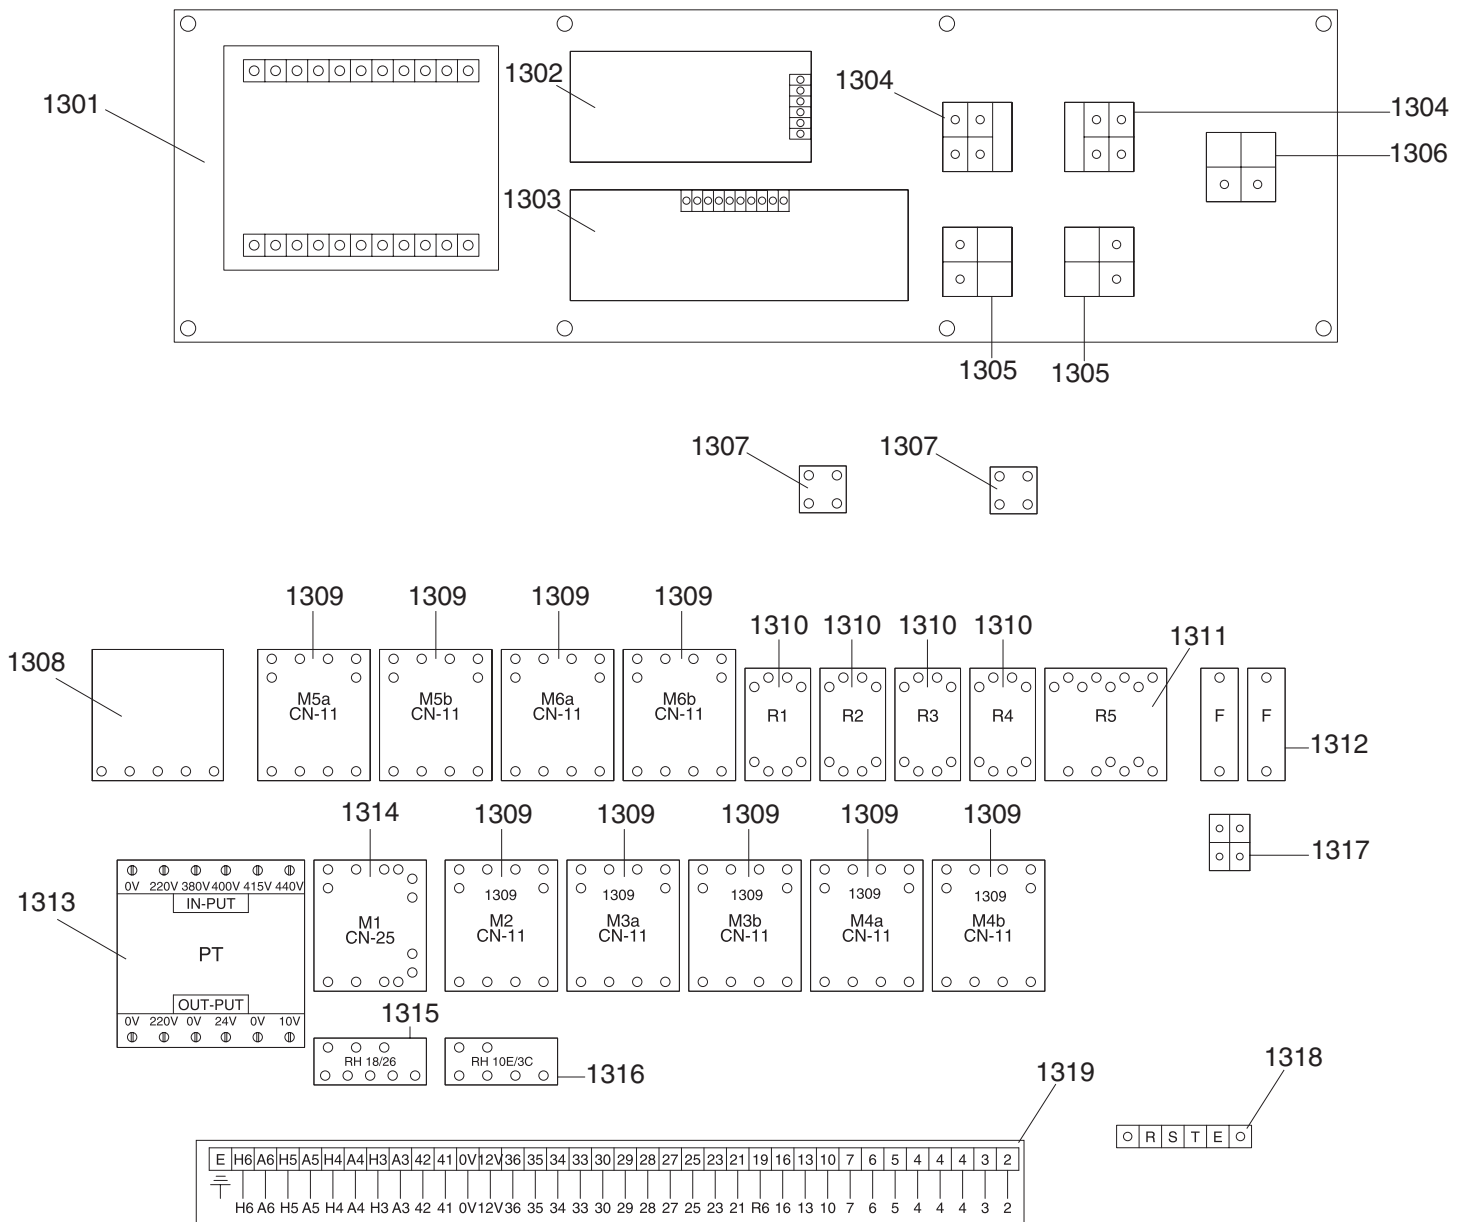 1301
1302
1304
1304
1306
1303
1305
1305
1307
1307
1309
1309
1309
1309
1310
1310
1310
1310
1311
1308
M5a
CN-11
M5b
CN-11
M6a
CN-11
M6b
CN-11
R1
R2
R3
R4
R5
F
F
1312
1314
1309
1309
1309
1309
1309
1317
0V 220V 380V 400V 415V 440V
IN-PUT
1313
PT
OUT-PUT
0V 220V 0V 24V 0V 10V
M1
CN-25
1309
M2
CN-11
1309
M3a
CN-11
1309
M3b
CN-11
1309
M4a
CN-11
1309
M4b
CN-11
1315
RH 18/26
RH 10E/3C
1316
1318
1319
R S T E
E H6 A6 H5 A5 H4 A4 H3 A3 42 41 0V 12V 36 35 34 33 30 29 28 27 25 23 21 19 16 13 10 7 6 5 4 4 4 3 2
H6 A6 H5 A5 H4 A4 H3 A3 42 41 0V 12V 36 35 34 33 30 29 28 27 25 23 21 R6 16 13 10 7 6 5 4 4 4 3 2